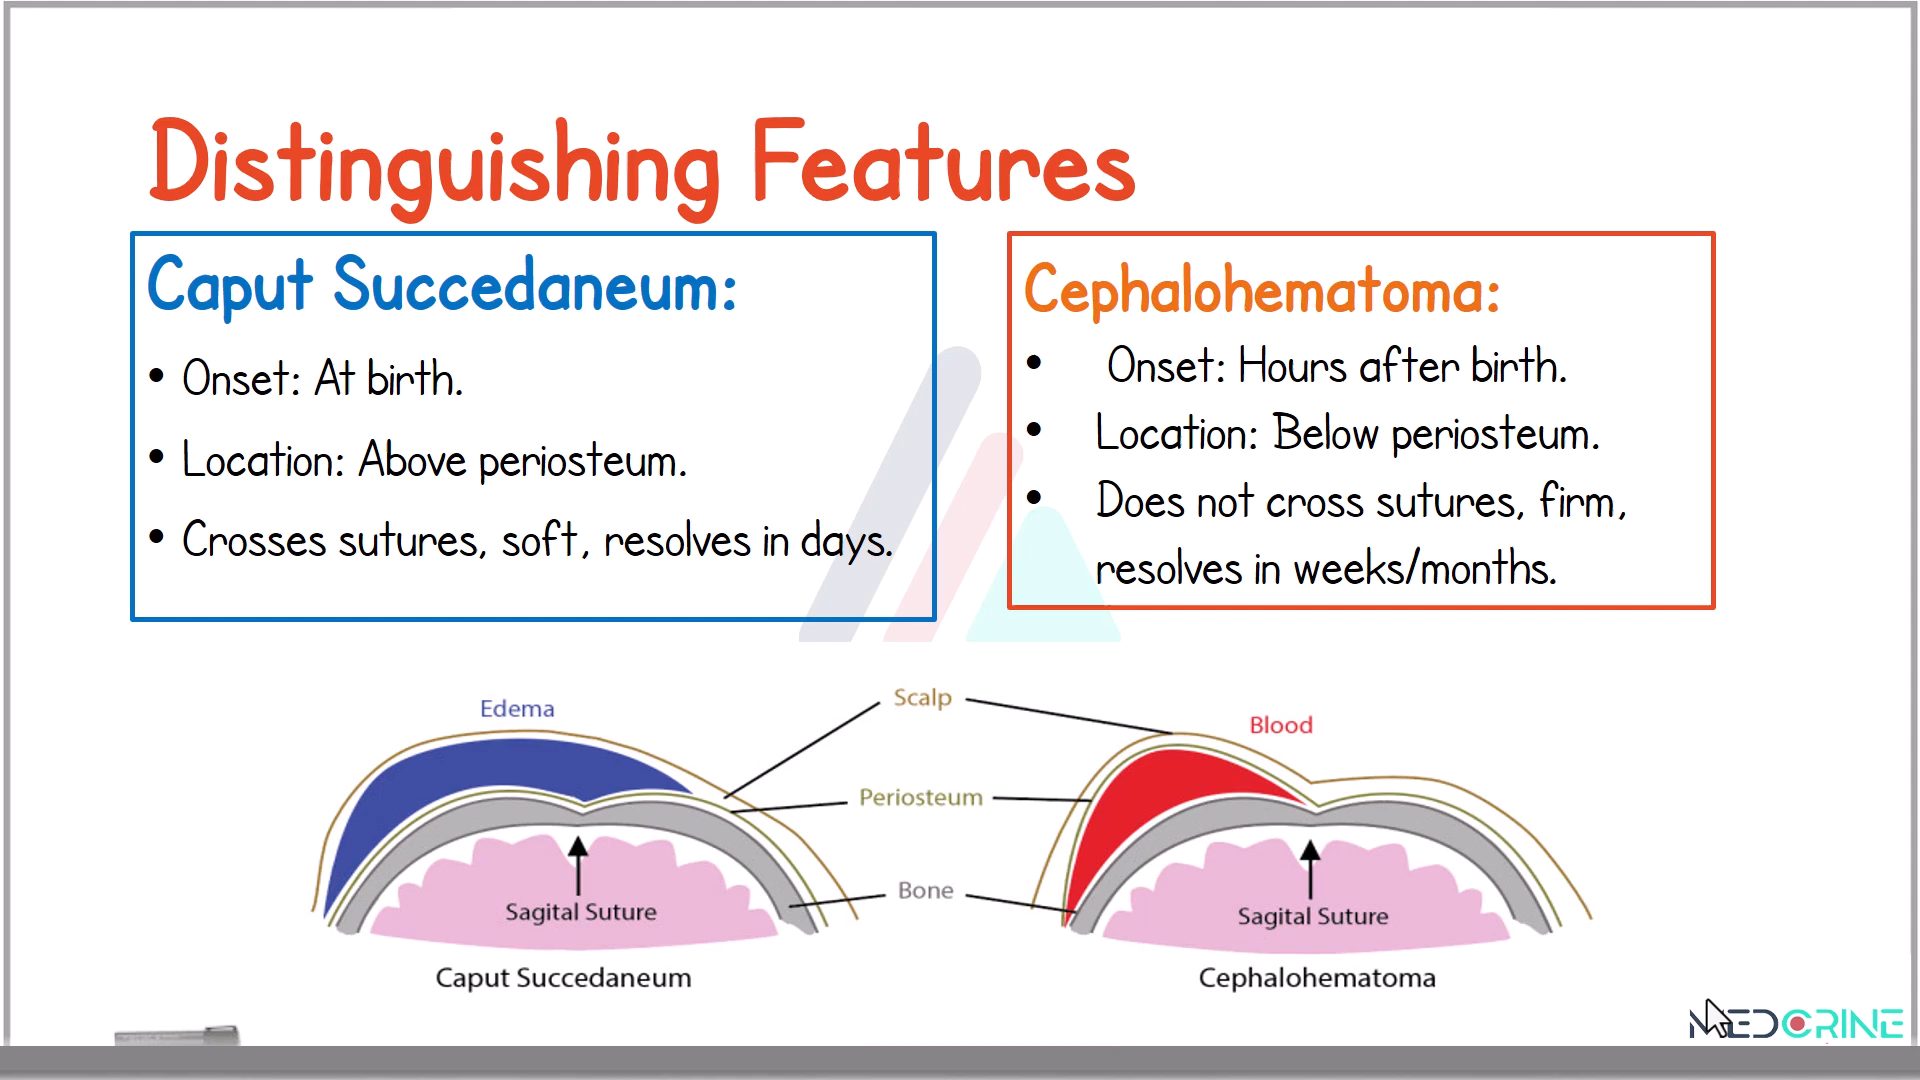 Distinguishing Features
Caput Succedaneum:
• Onset: At birth.
• Location: Above periosteum.
• Crosses sutures, soft, resolves in days.
Cephalohematoma:
• Onset: Hours after birth.
• Location: Below periosteum.
• Does not cross sutures, firm,
resolves in weeks/months.
Edema
Scalp
Blood
Periosteum
Bone
Sagital Suture
Sagital Suture
Caput Succedaneum
Cephalohematoma
MEDCRINE